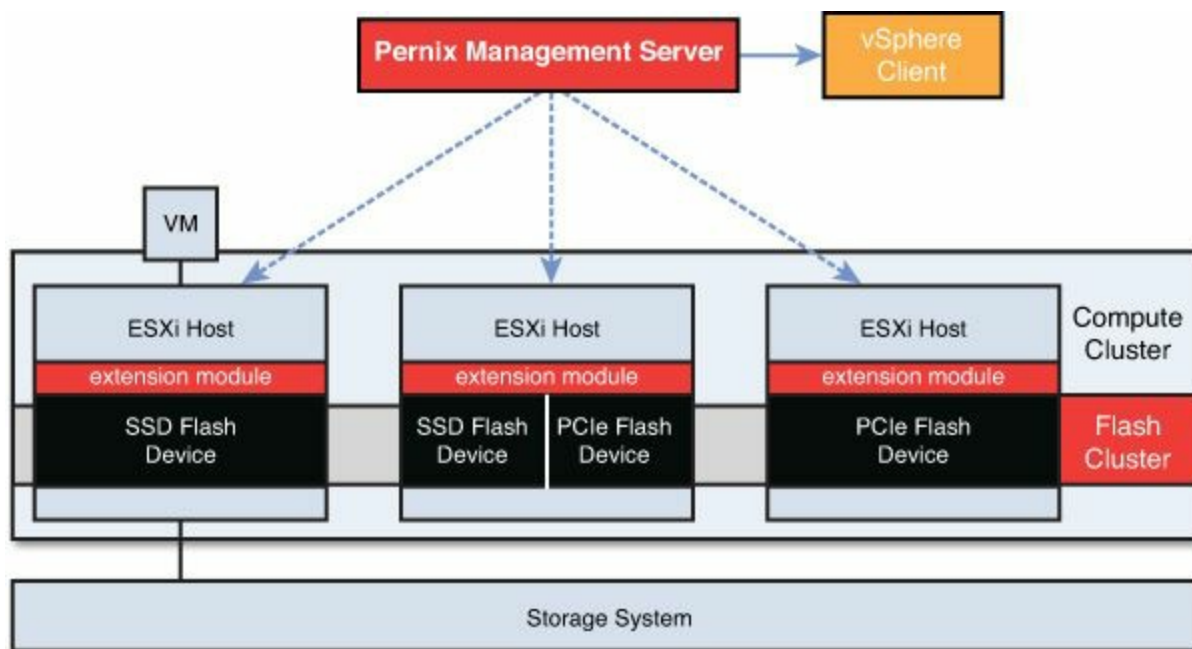 Pernix Management Server
vSphere
Client
VM
ESXi Host
extension module
SSD Flash
Device
ESXi Host
extension module
SSD Flash
Device
PCIe Flash
Device
ESXi Host
extension module
PCIe Flash
Device
Compute
Cluster
Flash
Cluster
Storage System